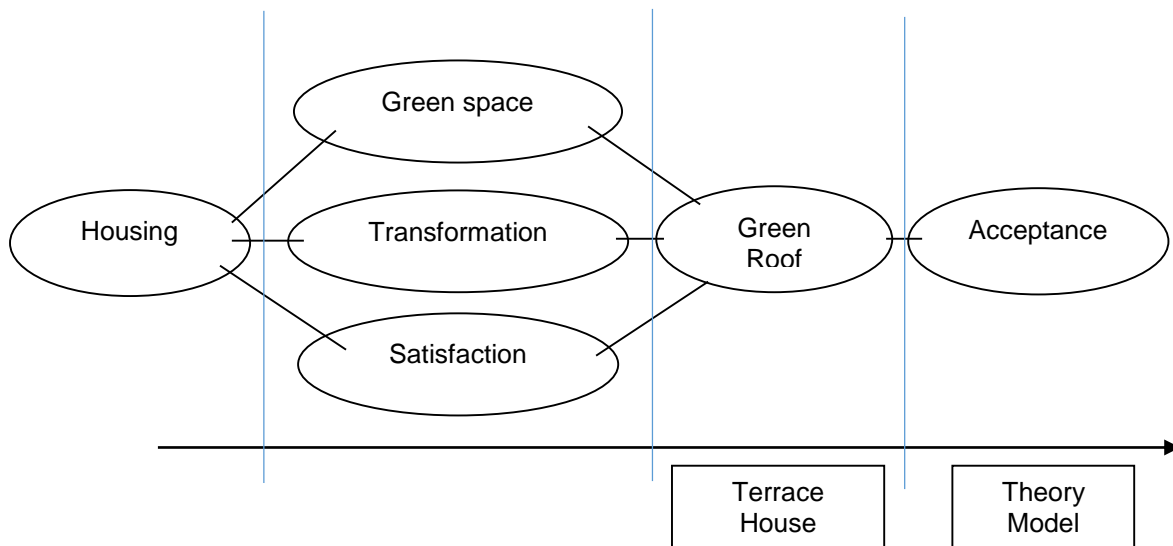 Green space
Housing
Transformation
Green
Roof
Acceptance
Satisfaction
Terrace
House
Theory
Model